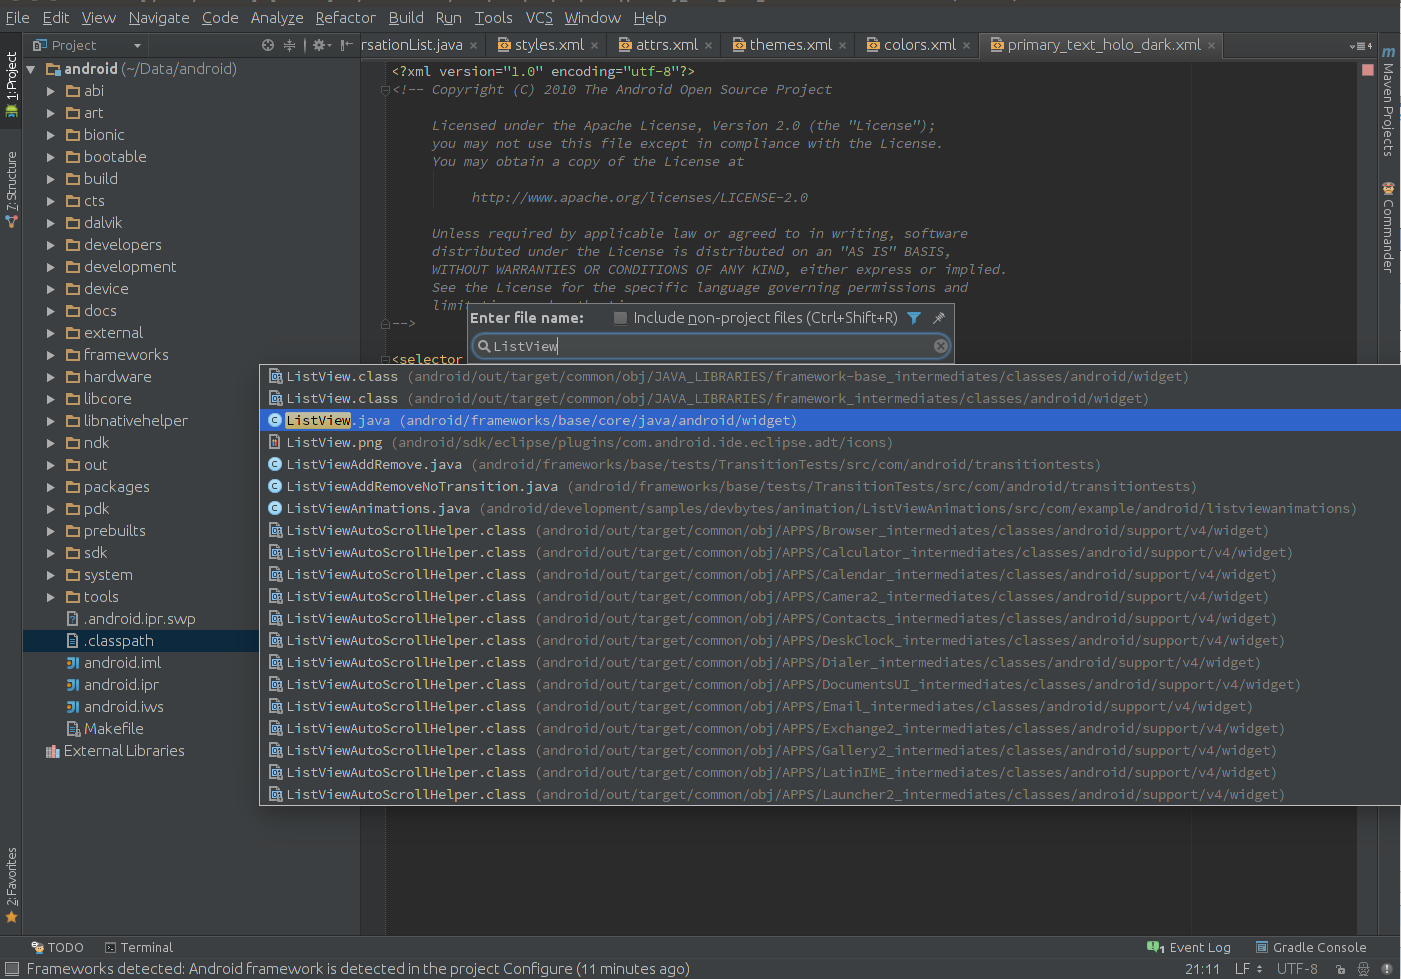 File Edit View Navigate Code Analyze Refactor Build Run Tools VCS Window Help
Project
rsationList.java
styles.xml
attrs.xml
themes.xml
colors.xml
primary_text_holo_dark.xml
4
1: Project
7: Structure
2: Favorites
android (~/Data/android)
abi
art
bionic
bootable
build
cts
dalvik
developers
development
device
docs
external
frameworks
hardware
libcore
libnativehelper
ndk
out
packages
pdk
prebuilts
sdk
system
tools
.android.ipr.swp
.classpath
android.iml
android.ipr
android.iws
Makefile
External Libraries
<?xml version="1.0" encoding="utf-8"?>
<!-- Copyright (C) 2010 The Android Open Source Project
Licensed under the Apache License, Version 2.0 (the "License");
you may not use this file except in compliance with the License.
You may obtain a copy of the License at
http://www.apache.org/licenses/LICENSE-2.0
Unless required by applicable law or agreed to in writing, software
distributed under the License is distributed on an "AS IS" BASIS,
WITHOUT WARRANTIES OR CONDITIONS OF ANY KIND, either express or implied.
See the License for the specific language governing permissions and
-->
<selector
Enter file name: Include non-project files (Ctrl+Shift+R)
ListView
ListView.class (android/out/target/common/obj/JAVA_LIBRARIES/framework-base_intermediates/classes/android/widget)
ListView.class (android/out/target/common/obj/JAVA_LIBRARIES/framework_intermediates/classes/android/widget)
ListView.java (android/frameworks/base/core/java/android/widget)
ListView.png (android/sdk/eclipse/plugins/com.android.ide.eclipse.adt/icons)
ListViewAddRemove.java (android/frameworks/base/tests/TransitionTests/src/com/android/transitiontests)
ListViewAddRemoveNoTransition.java (android/frameworks/base/tests/TransitionTests/src/com/android/transitiontests)
ListViewAnimations.java (android/development/samples/devbytes/animation/ListViewAnimations/src/com/example/android/listviewanimations)
ListViewAutoScrollHelper.class (android/out/target/common/obj/APPS/Browser_intermediates/classes/android/support/v4/widget)
ListViewAutoScrollHelper.class (android/out/target/common/obj/APPS/Calculator_intermediates/classes/android/support/v4/widget)
ListViewAutoScrollHelper.class (android/out/target/common/obj/APPS/Calendar_intermediates/classes/android/support/v4/widget)
ListViewAutoScrollHelper.class (android/out/target/common/obj/APPS/Camera2_intermediates/classes/android/support/v4/widget)
ListViewAutoScrollHelper.class (android/out/target/common/obj/APPS/Contacts_intermediates/classes/android/support/v4/widget)
ListViewAutoScrollHelper.class (android/out/target/common/obj/APPS/DeskClock_intermediates/classes/android/support/v4/widget)
ListViewAutoScrollHelper.class (android/out/target/common/obj/APPS/Dialer_intermediates/classes/android/support/v4/widget)
ListViewAutoScrollHelper.class (android/out/target/common/obj/APPS/DocumentsUI_intermediates/classes/android/support/v4/widget)
ListViewAutoScrollHelper.class (android/out/target/common/obj/APPS/Email_intermediates/classes/android/support/v4/widget)
ListViewAutoScrollHelper.class (android/out/target/common/obj/APPS/Exchange2_intermediates/classes/android/support/v4/widget)
ListViewAutoScrollHelper.class (android/out/target/common/obj/APPS/Gallery2_intermediates/classes/android/support/v4/widget)
ListViewAutoScrollHelper.class (android/out/target/common/obj/APPS/LatinIME_intermediates/classes/android/support/v4/widget)
ListViewAutoScrollHelper.class (android/out/target/common/obj/APPS/Launcher2_intermediates/classes/android/support/v4/widget)
m Maven Projects
Commander
TODO
Terminal
1 Event Log
Gradle Console
Frameworks detected: Android framework is detected in the project Configure (11 minutes ago)
21:11 LF UTF-8